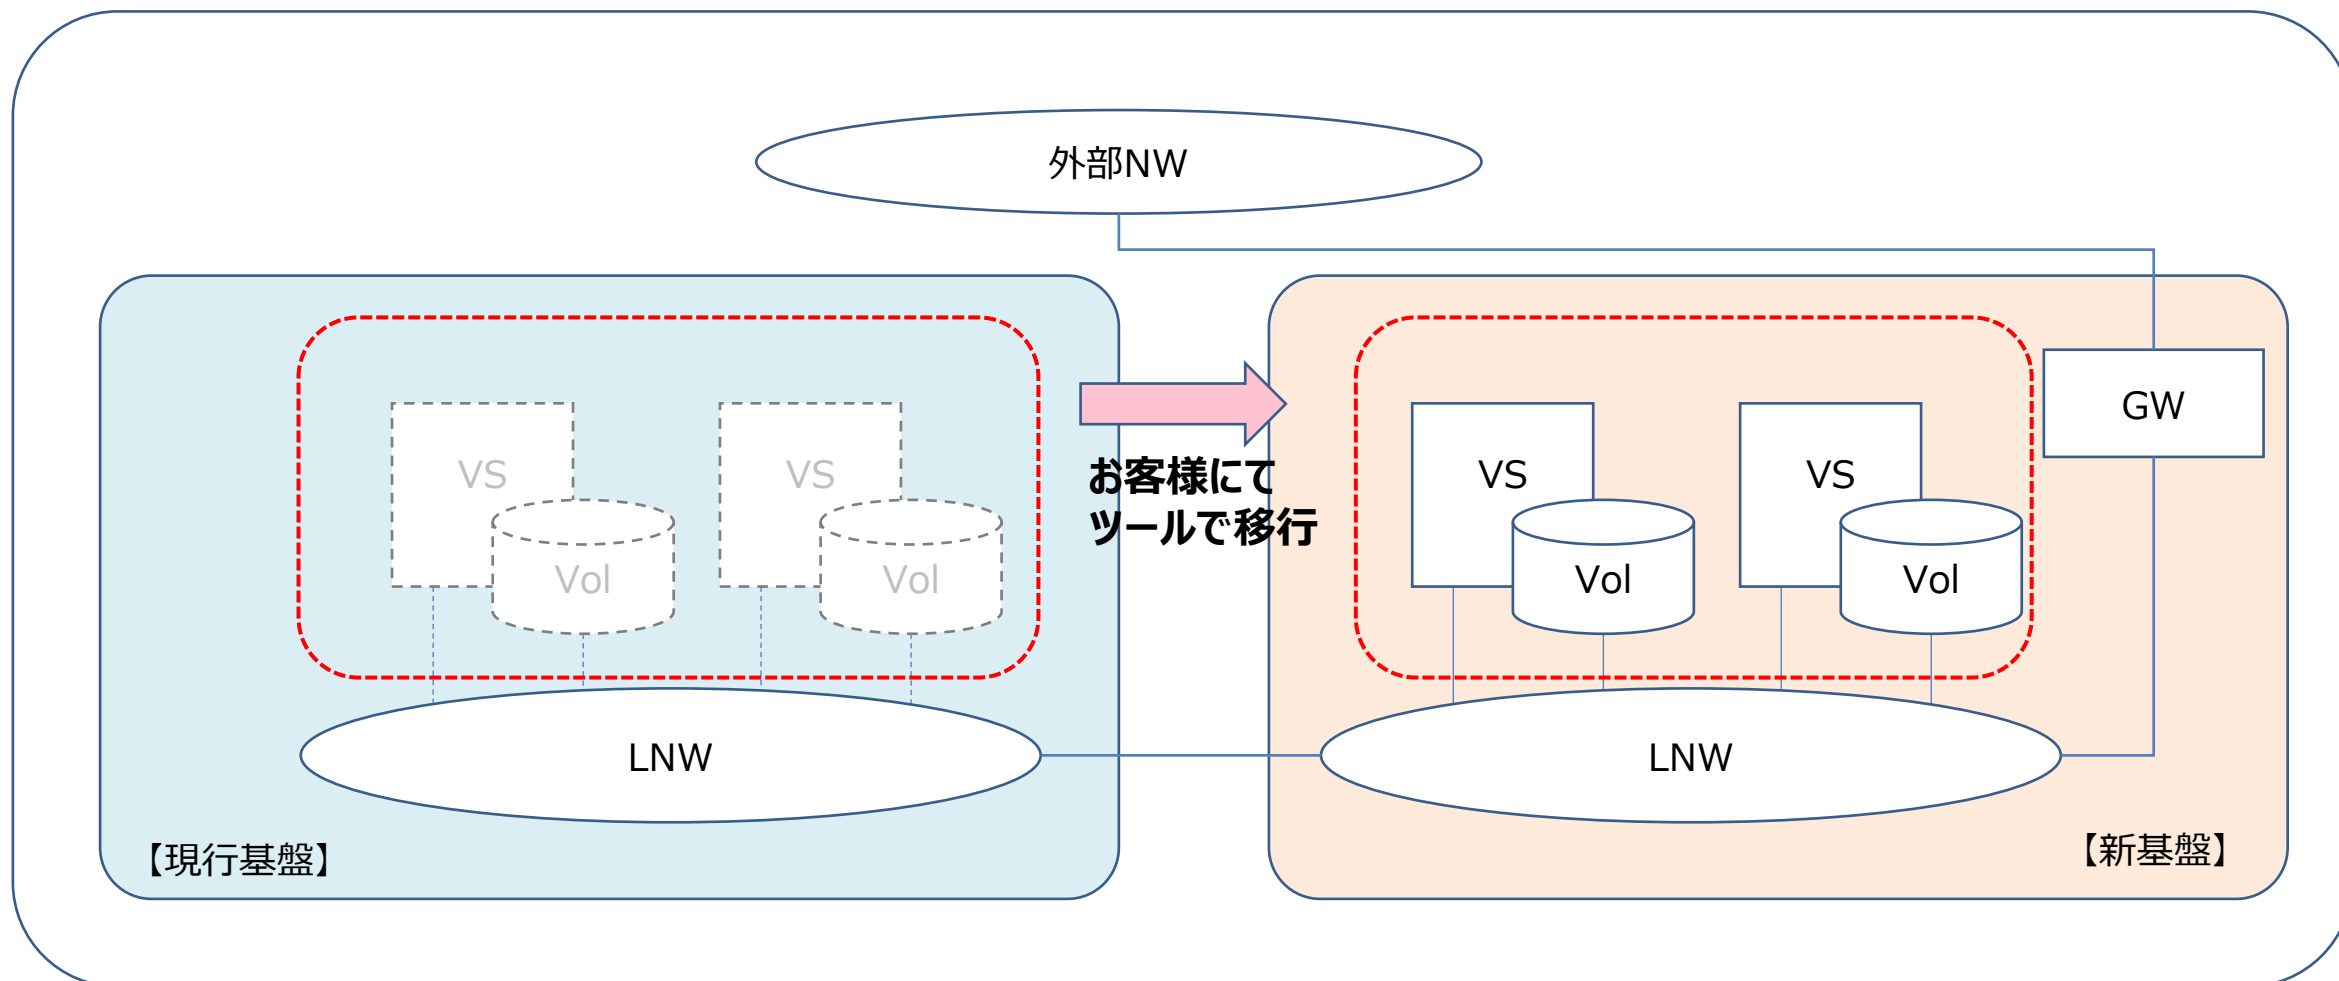 外部NW
VS
VS
Vol
Vol
LNW
【現行基盤】
お客様にて
ツールで移行
VS
VS
Vol
Vol
GW
LNW
【新基盤】